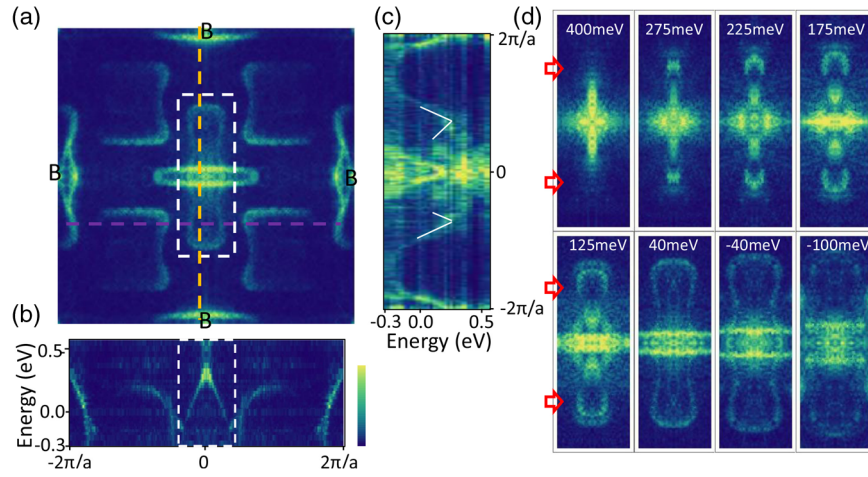 (a)
B
B
B
B
(b)
Energy (eV)
0.5
0.0
-0.3
-2π/a
0
2π/a
(c)
2π/a
0
-2π/a
-0.3
0.0
0.5
Energy (eV)
(d)
400meV
275meV
225meV
175meV
125meV
40meV
-40meV
-100meV